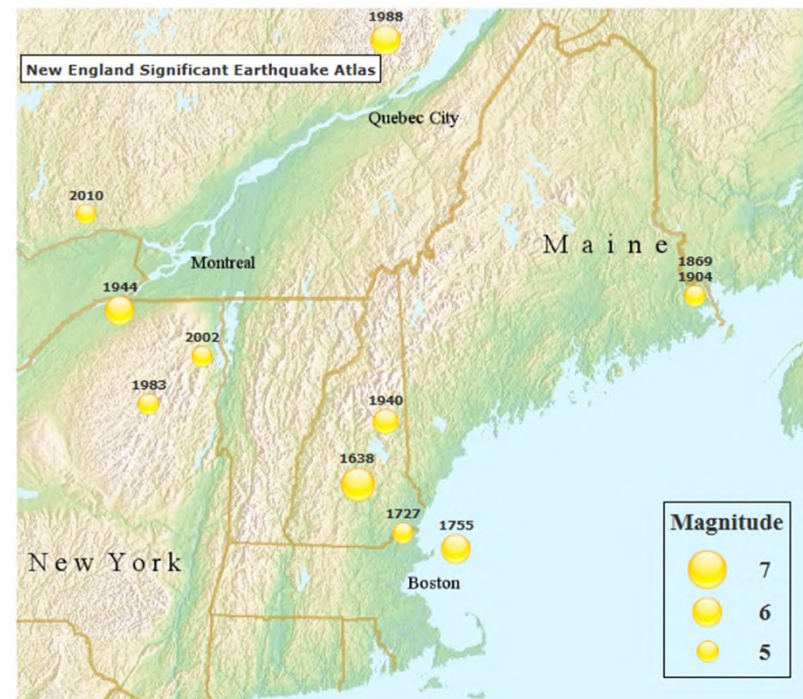 1988
New England Significant Earthquake Atlas
Quebec City
2010
Maine
Montreal
1869
1904
1944
2002
1983
1940
1638
1727
1755
New York
Boston
Magnitude
7
6
5